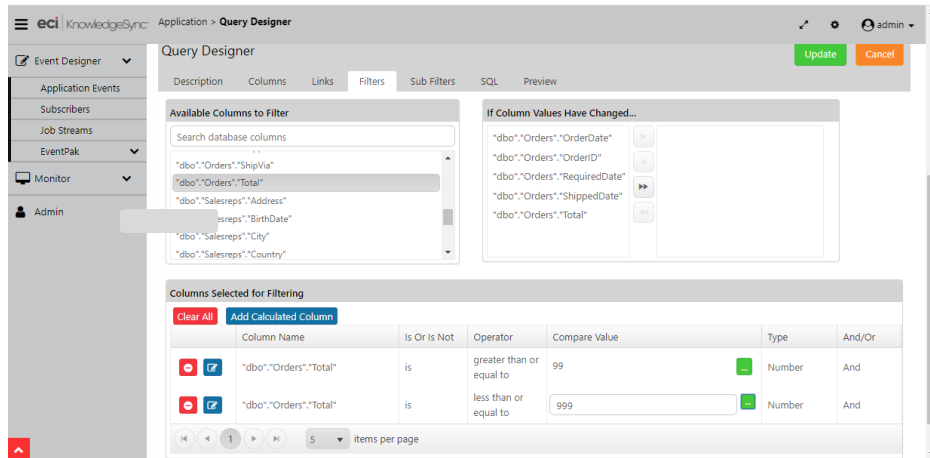 eci KnowledgeSync Application > Query Designer admin
Event Designer
Application Events
Subscribers
Job Streams
EventPak
Monitor
Admin
Query Designer
Update Cancel
Description Columns Links Filters Sub Filters SQL Preview
Available Columns to Filter
Search database columns
"dbo"."Orders"."ShipVia"
"dbo"."Orders"."Total"
"dbo"."Salesreps"."Address"
esreps"."BirthDate"
"dbo"."Salesreps"."City"
"dbo"."Salesreps"."Country"
If Column Values Have Changed...
"dbo"."Orders"."OrderDate"
"dbo"."Orders"."OrderID"
"dbo"."Orders"."RequiredDate"
"dbo"."Orders"."ShippedDate"
"dbo"."Orders"."Total"
Columns Selected for Filtering
Clear All Add Calculated Column
Column Name Is Or Is Not Operator Compare Value Type And/Or
"dbo"."Orders"."Total" is greater than or equal to 99 ... Number And
"dbo"."Orders"."Total" is less than or equal to 999 ... Number And
1 5 items per page